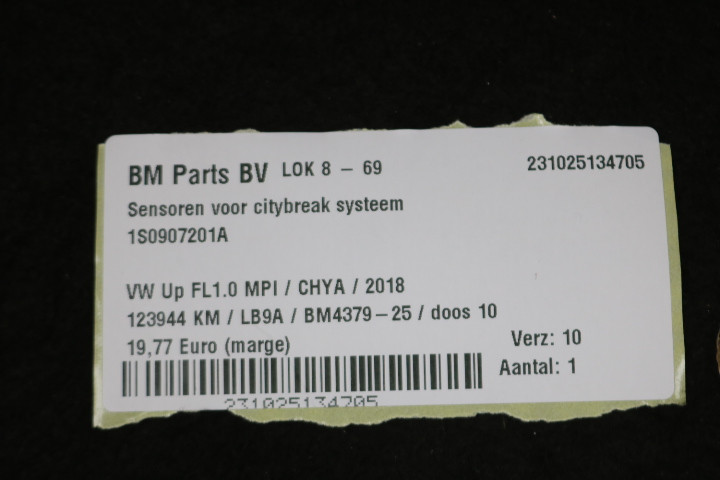 BM Parts BV LOK 8 - 69 231025134705
Sensoren voor citybreak systeem
1S0907201A
VW Up FL1.0 MPI / CHYA / 2018
123944 KM / LB9A / BM4379-25 / doos 10
19,77 Euro (marge) Verz: 10
Aantal: 1
231025134705